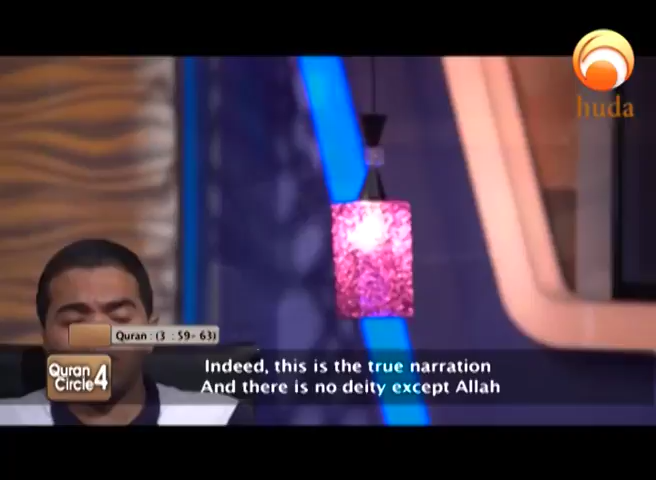 huda
Quran : (3 : 59- 63)
Quran
Circle 4
Indeed, this is the true narration
And there is no deity except Allah